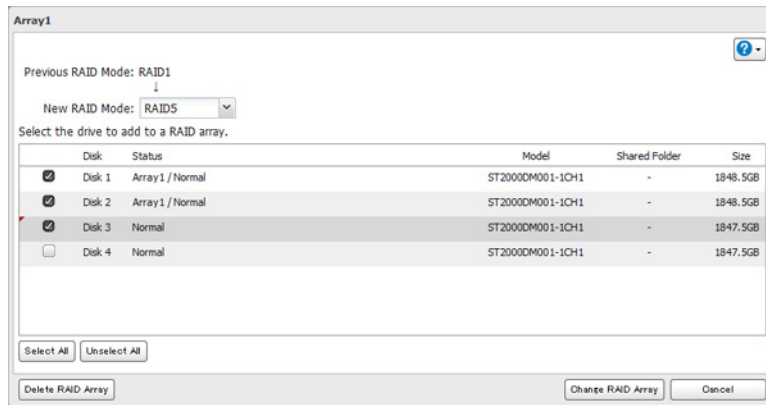 Array1
?
Previous RAID Mode: RAID1
↓
New RAID Mode: RAID5
Select the drive to add to a RAID array.
Disk Status Model Shared Folder Size
Disk 1 Array1 / Normal ST2000DM001-1CH1 - 1848.5GB
Disk 2 Array1 / Normal ST2000DM001-1CH1 - 1848.5GB
Disk 3 Normal ST2000DM001-1CH1 - 1847.5GB
Disk 4 Normal ST2000DM001-1CH1 - 1847.5GB
Select All Unselect All
Delete RAID Array Change RAID Array Cancel